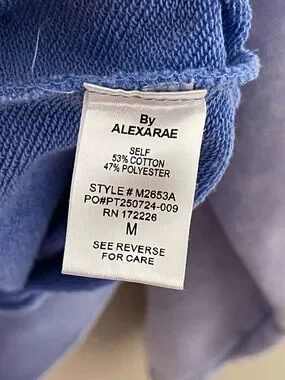 By
ALEXARAE
SELF
53% COTTON
47% POLYESTER
STYLE # M2653A
PO#PT250724-009
RN 172226
M
SEE REVERSE
FOR CARE